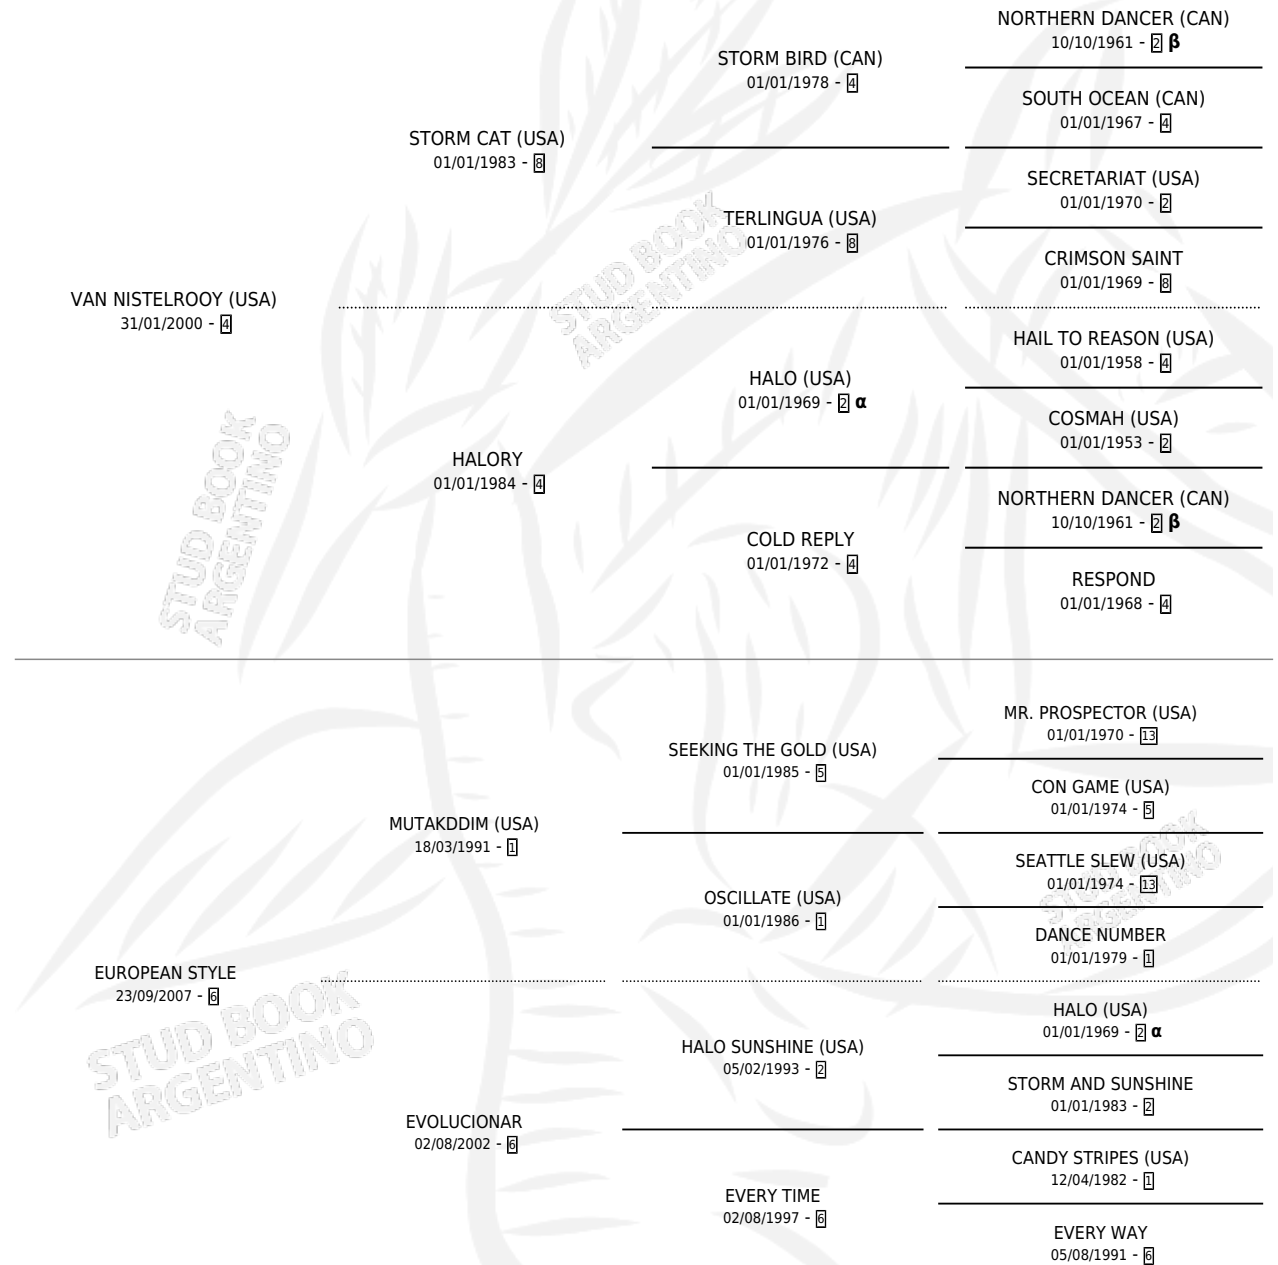 NORTHERN DANCER (CAN)
10/10/1961 - 2 β
STORM BIRD (CAN)
01/01/1978 - 4
SOUTH OCEAN (CAN)
01/01/1967 - 4
STORM CAT (USA)
01/01/1983 - 8
SECRETARIAT (USA)
01/01/1970 - 2
TERLINGUA (USA)
01/01/1976 - 8
CRIMSON SAINT
01/01/1969 - 8
VAN NISTELROOY (USA)
31/01/2000 - 4
HAIL TO REASON (USA)
01/01/1958 - 4
HALO (USA)
01/01/1969 - 2 α
COSMAH (USA)
01/01/1953 - 2
HALORY
01/01/1984 - 4
NORTHERN DANCER (CAN)
10/10/1961 - 2 β
COLD REPLY
01/01/1972 - 4
RESPOND
01/01/1968 - 4
MR. PROSPECTOR (USA)
01/01/1970 - 13
SEEKING THE GOLD (USA)
01/01/1985 - 5
CON GAME (USA)
01/01/1974 - 5
MUTAKDDIM (USA)
18/03/1991 - 1
SEATTLE SLEW (USA)
01/01/1974 - 13
OSCILLATE (USA)
01/01/1986 - 1
DANCE NUMBER
01/01/1979 - 1
EUROPEAN STYLE
23/09/2007 - 6
HALO (USA)
01/01/1969 - 2 α
HALO SUNSHINE (USA)
05/02/1993 - 2
STORM AND SUNSHINE
01/01/1983 - 2
EVOLUCIONAR
02/08/2002 - 6
CANDY STRIPES (USA)
12/04/1982 - 1
EVERY TIME
02/08/1997 - 6
EVERY WAY
05/08/1991 - 6
STUD BOOK
ARGENTINO
STUD BOOK
ARGENTINO
STUD BOOK
ARGENTINO
STUD BOOK
ARGENTINO